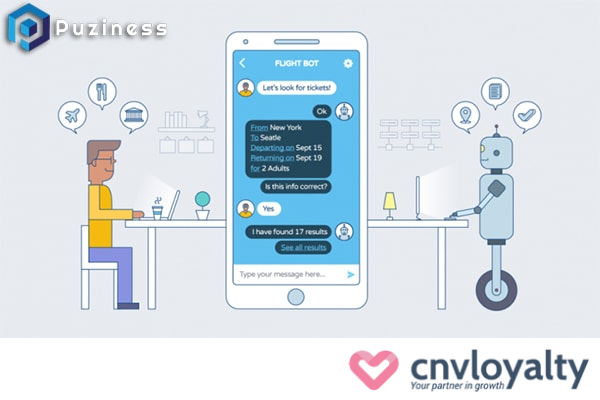 Puziness
FLIGHT BOT
Let's look for tickets!
Ok
From New York
To Seatle
Departing on Sept 15
Returning on Sept 19
for 2 Adults
Is this info correct?
Yes
I have found 17 results
See all results
Type your message here...
cnvloyalty
Your partner in growth